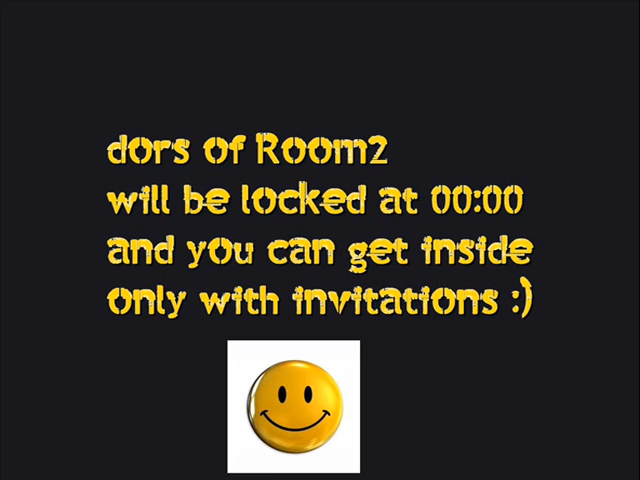 dors of Room2
will be locked at 00:00
and you can get inside
only with invitations :)